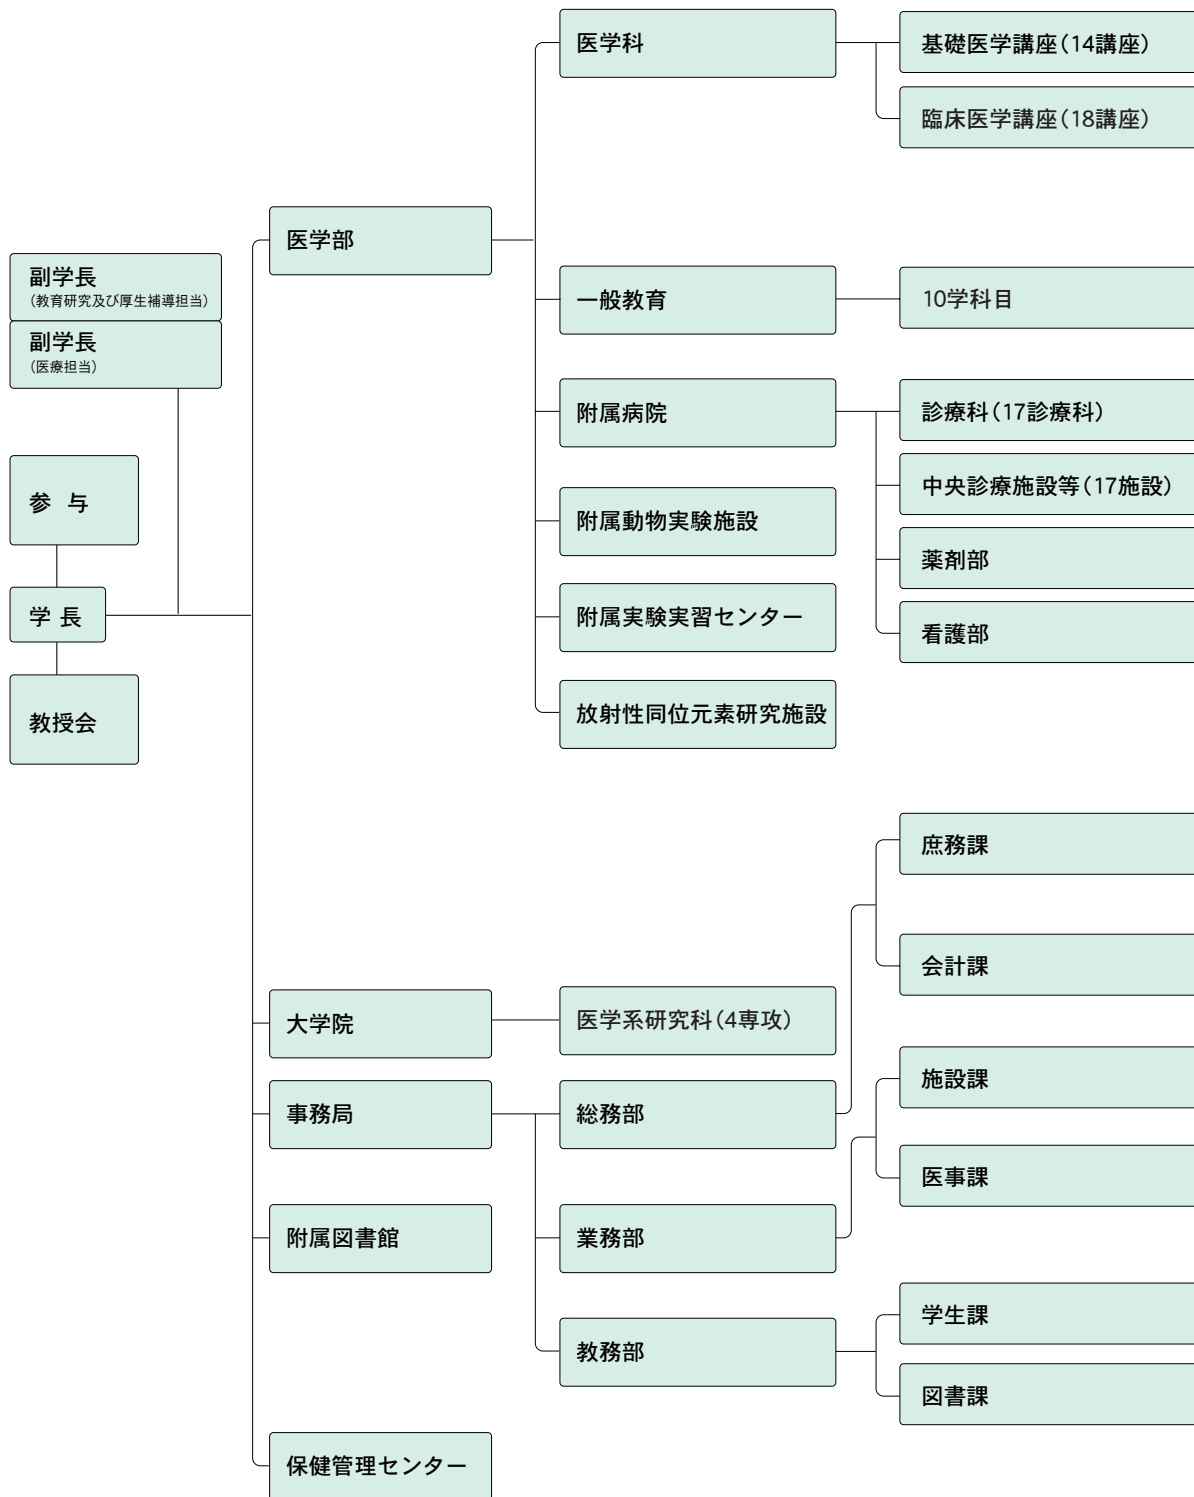 副学長
（教育研究及び厚生補導担当）
副学長
（医療担当）
参 与
学 長
教授会
医学部
医学科
基礎医学講座（14講座）
臨床医学講座（18講座）
一般教育
10学科目
附属病院
診療科（17診療科）
中央診療施設等（17施設）
薬剤部
看護部
附属動物実験施設
附属実験実習センター
放射性同位元素研究施設
大学院
医学系研究科（4専攻）
事務局
総務部
庶務課
会計課
業務部
施設課
医事課
教務部
学生課
図書課
附属図書館
保健管理センター